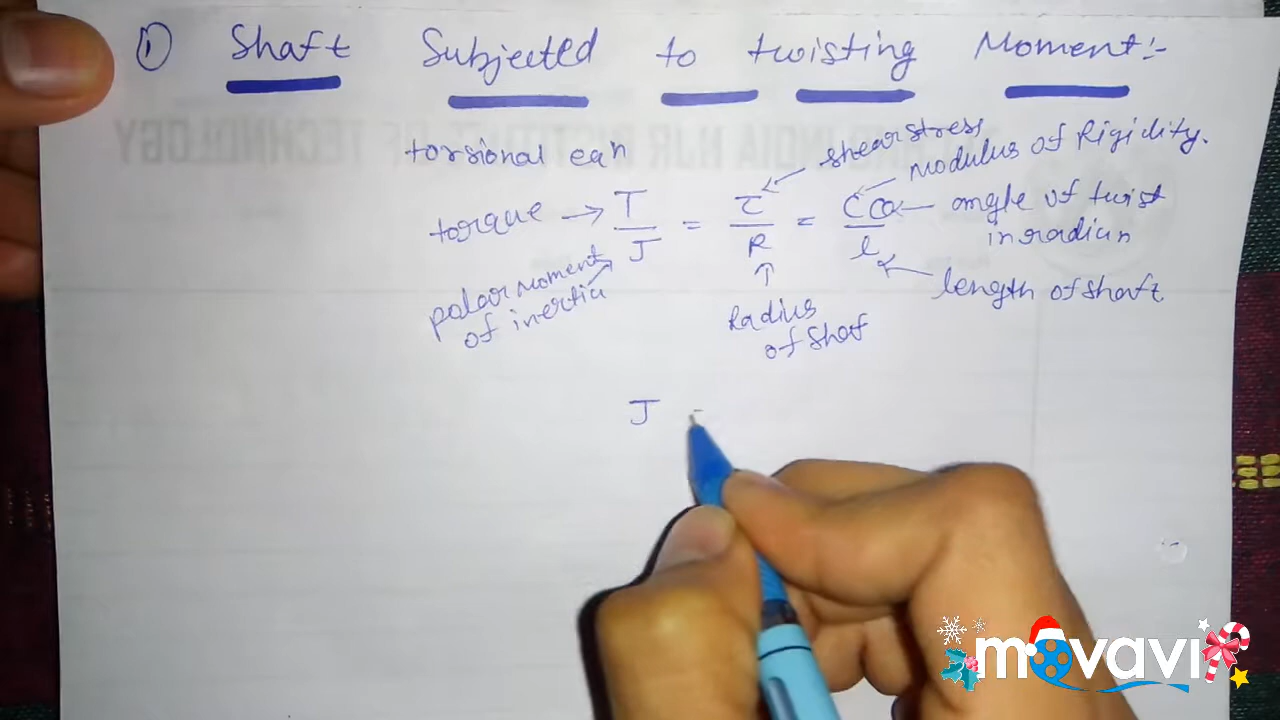 ① Shaft Subjected to twisting Moment:-
torsional eqn
shear stress
modulus of Rigidity.
torque → T/J = τ/R = Cθ/l
angle of twist
in radian
polar moment
of inertia
Radius
of Shaf
length of shaft
J =
movavi